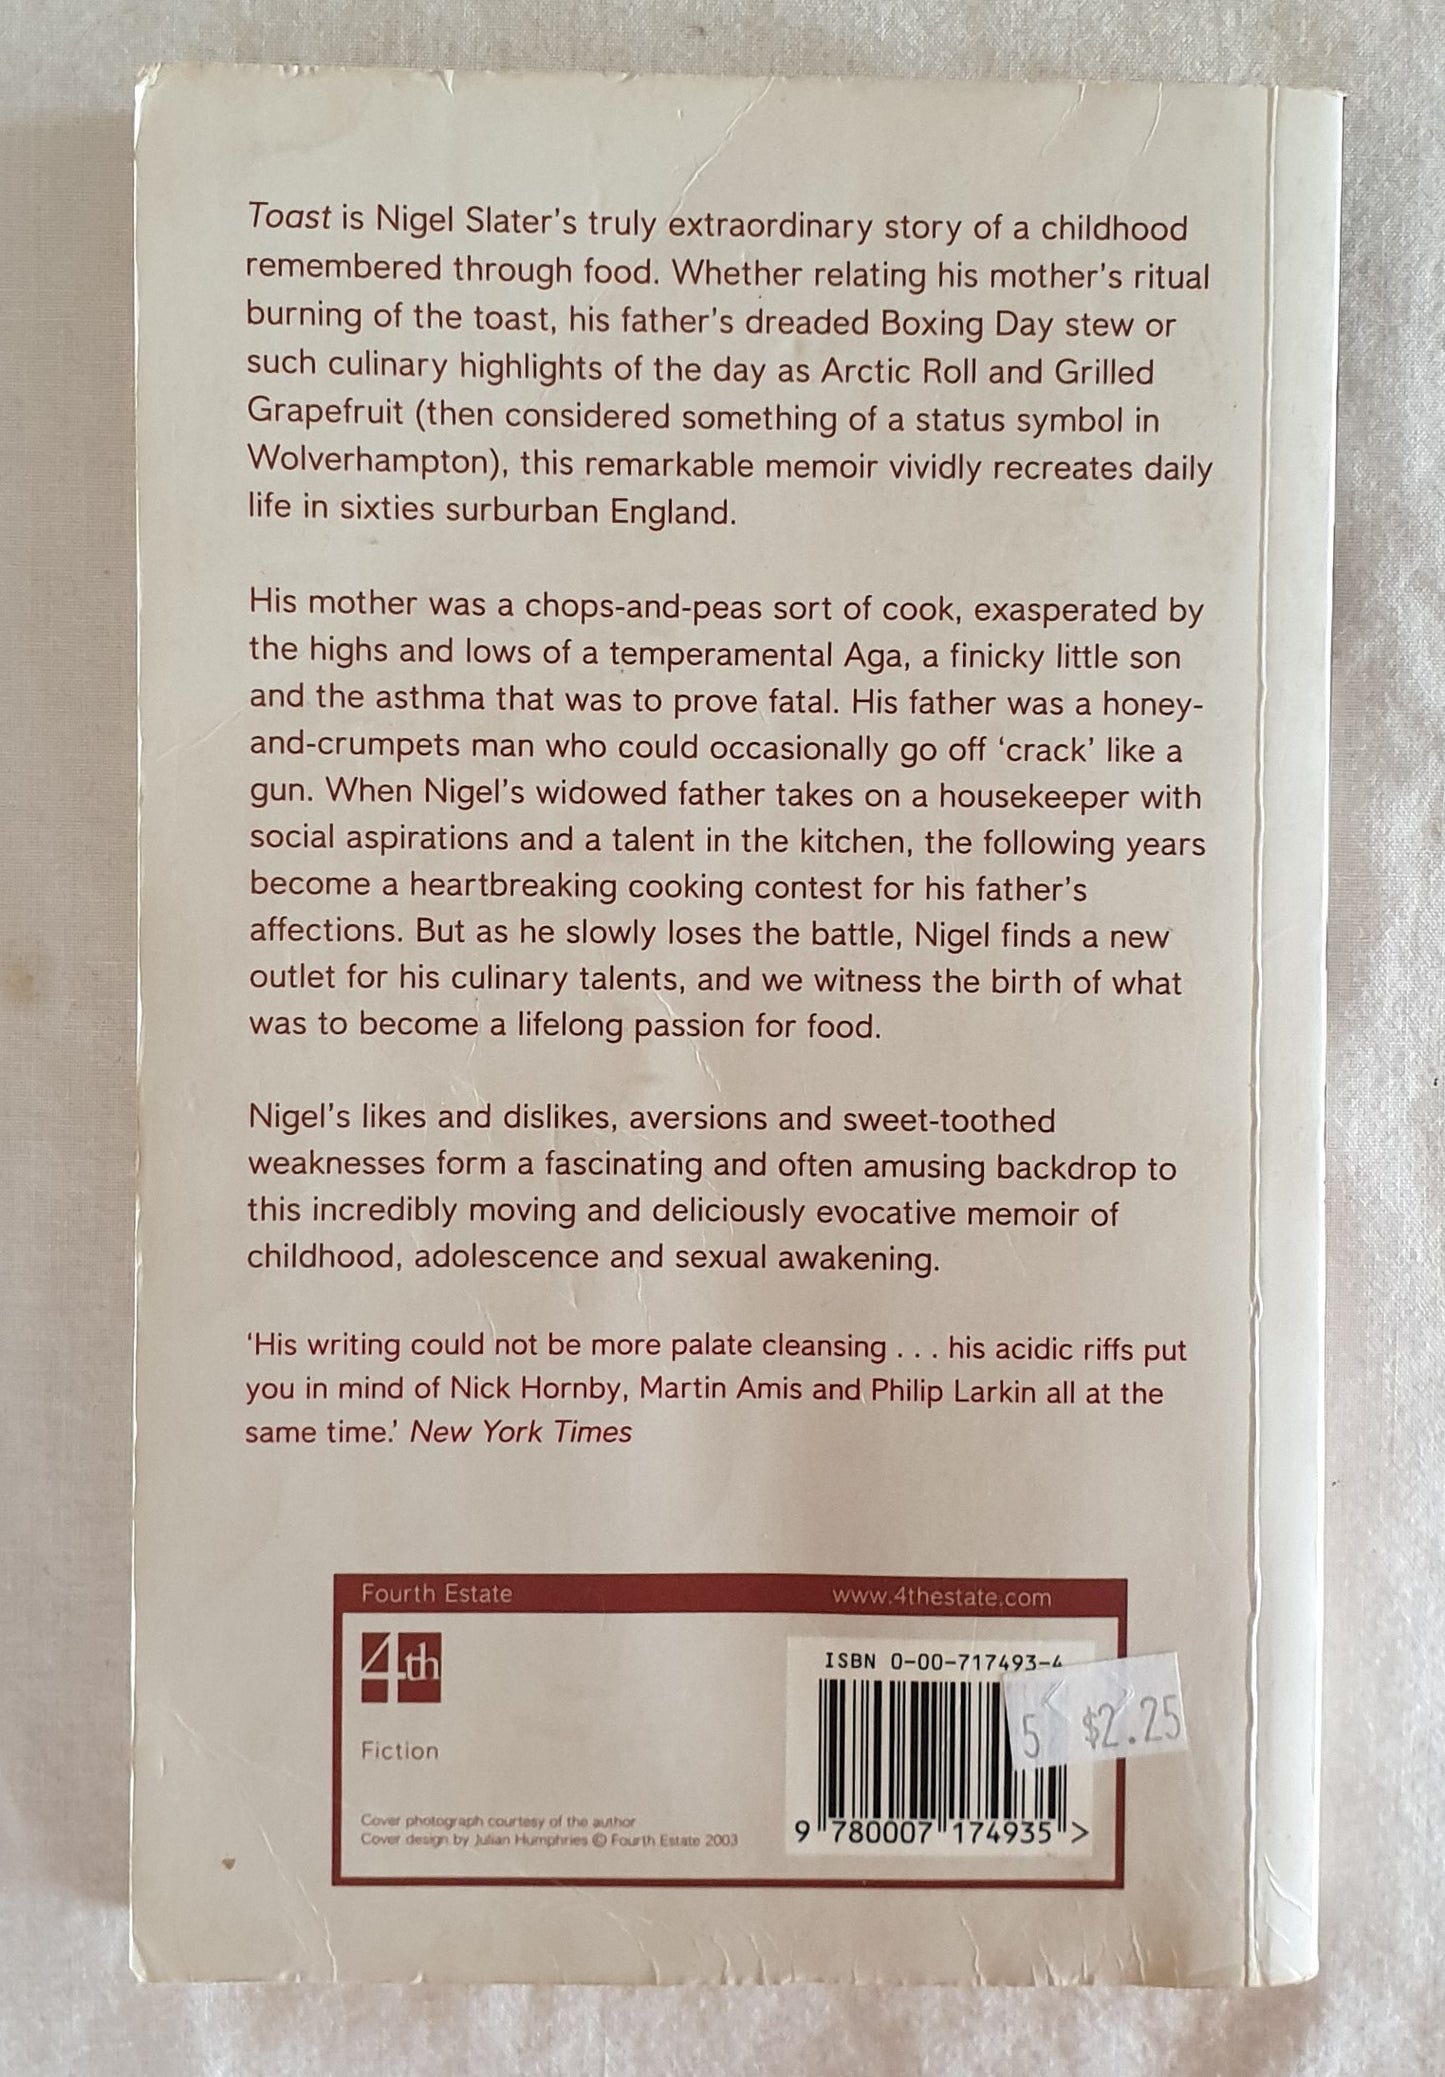 Toast is Nigel Slater's truly extraordinary story of a childhood
remembered through food. Whether relating his mother's ritual
burning of the toast, his father's dreaded Boxing Day stew or
such culinary highlights of the day as Arctic Roll and Grilled
Grapefruit (then considered something of a status symbol in
Wolverhampton), this remarkable memoir vividly recreates daily
life in sixties surburban England.
His mother was a chops-and-peas sort of cook, exasperated by
the highs and lows of a temperamental Aga, a finicky little son
and the asthma that was to prove fatal. His father was a honey-
and-crumpets man who could occasionally go off ‘crack’ like a
gun. When Nigel's widowed father takes on a housekeeper with
social aspirations and a talent in the kitchen, the following years
become a heartbreaking cooking contest for his father's
affections. But as he slowly loses the battle, Nigel finds a new
outlet for his culinary talents, and we witness the birth of what
was to become a lifelong passion for food.
Nigel's likes and dislikes, aversions and sweet-toothed
weaknesses form a fascinating and often amusing backdrop to
this incredibly moving and deliciously evocative memoir of
childhood, adolescence and sexual awakening.
‘His writing could not be more palate cleansing . . . his acidic riffs put
you in mind of Nick Hornby, Martin Amis and Philip Larkin all at the
same time.’ New York Times
Fourth Estate www.4thestate.com
4th
ISBN 0-00-717493-4
5 $2.25
Fiction
Cover photograph courtesy of the author
Cover design by Julian Humphries © Fourth Estate 2003
9 780007 174935 >